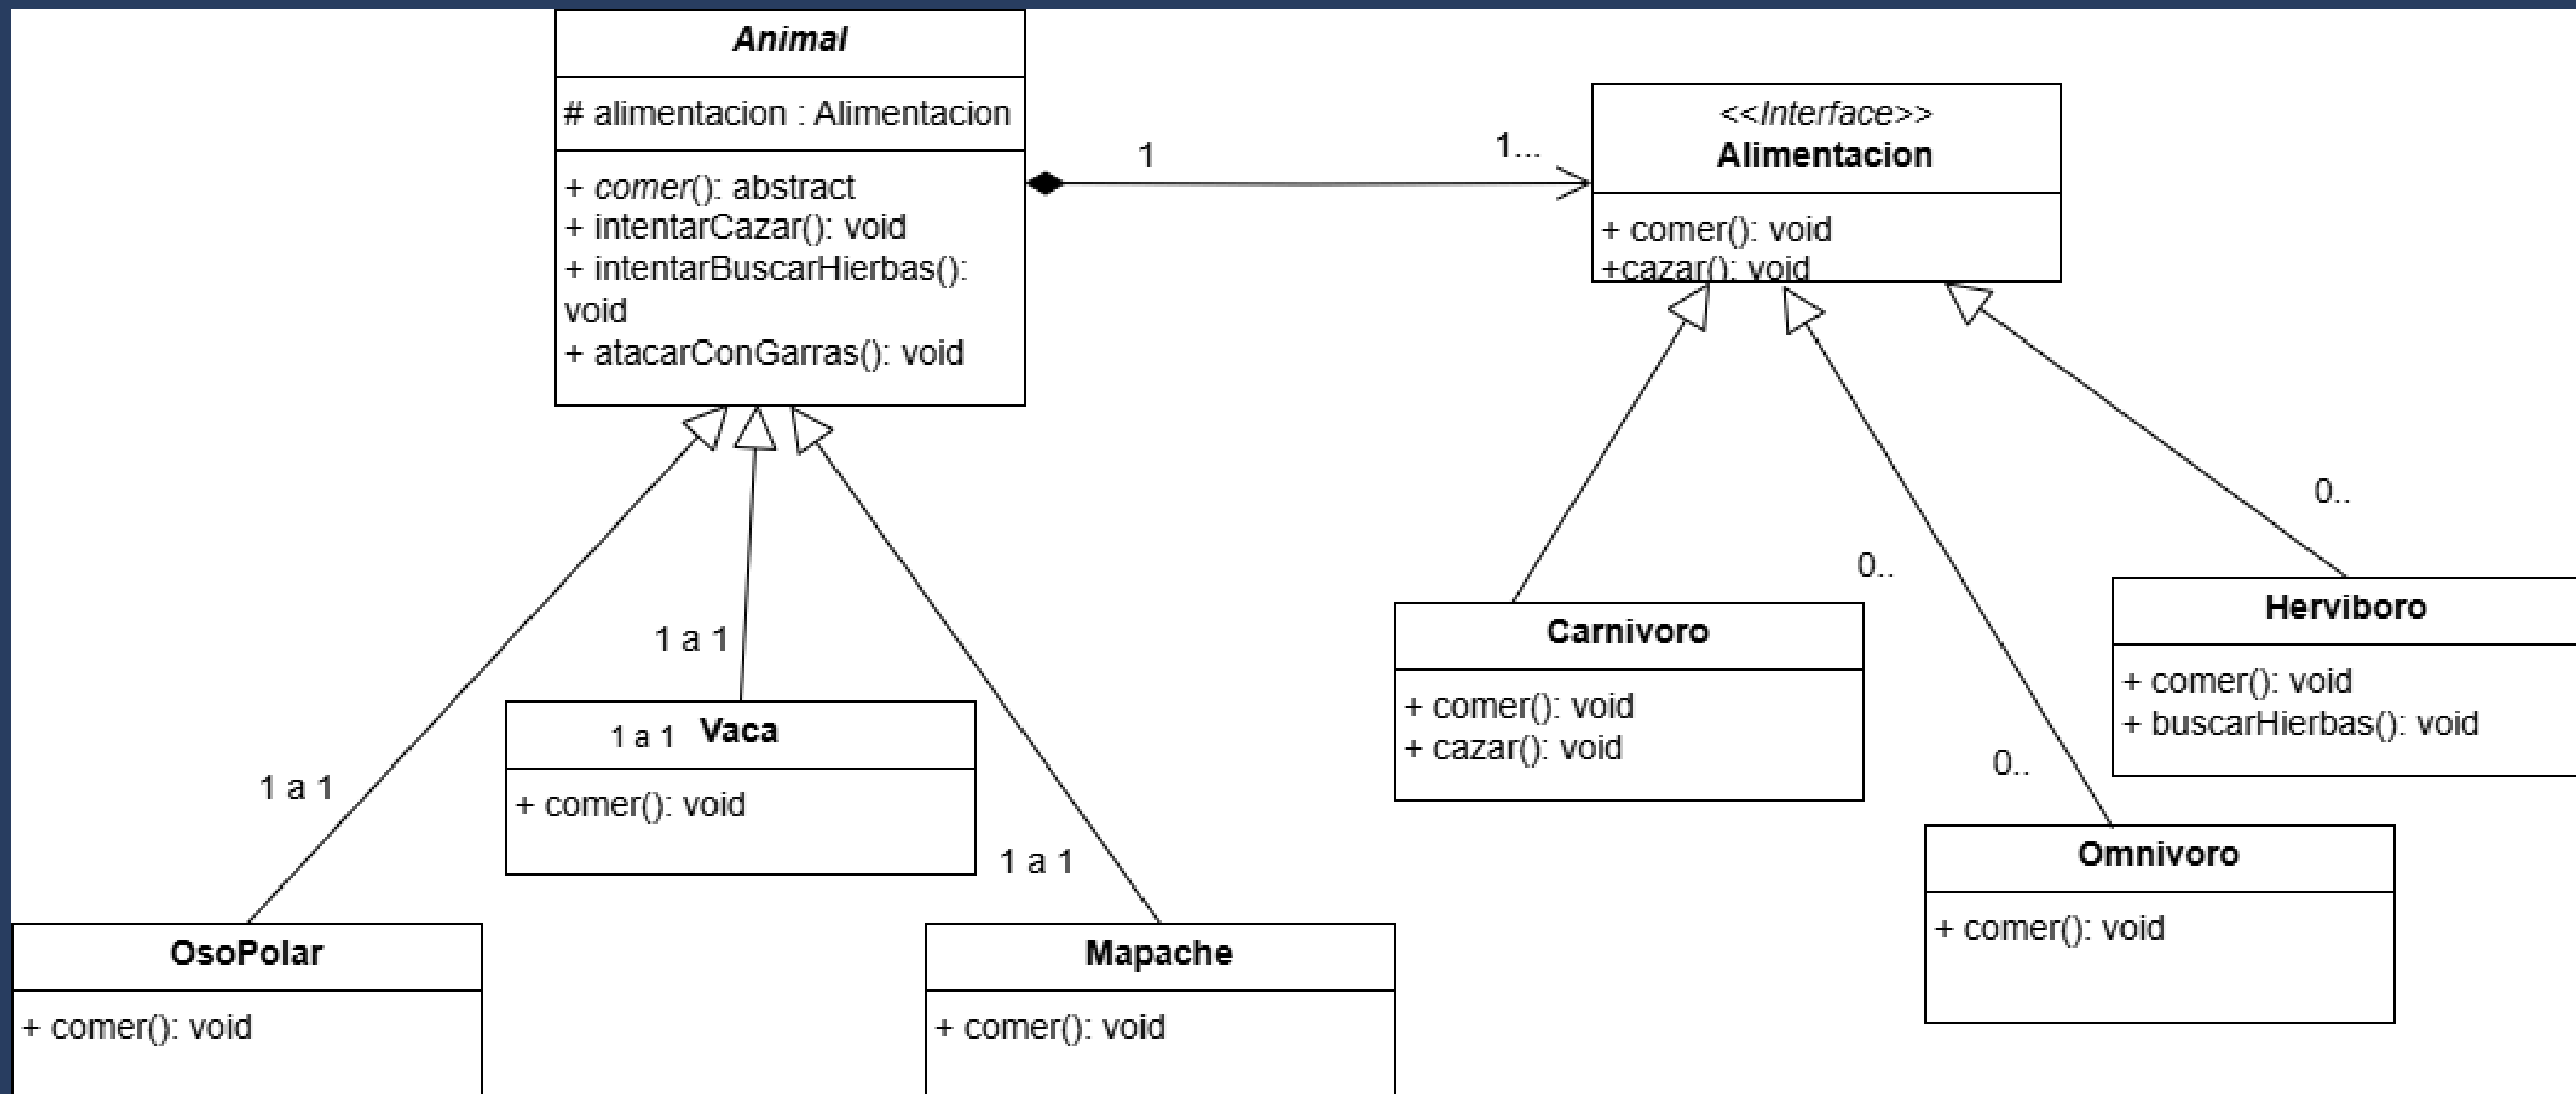 Animal
# alimentacion : Alimentacion
+ comer(): abstract
+ intentarCazar(): void
+ intentarBuscarHierbas():
void
+ atacarConGarras(): void
1
1...
<<Interface>>
Alimentacion
+ comer(): void
+cazar(): void
1 a 1
1 a 1
1 a 1
1 a 1 Vaca
+ comer(): void
OsoPolar
+ comer(): void
Mapache
+ comer(): void
0..
0..
0..
Carnivoro
+ comer(): void
+ cazar(): void
Herviboro
+ comer(): void
+ buscarHierbas(): void
Omnivoro
+ comer(): void